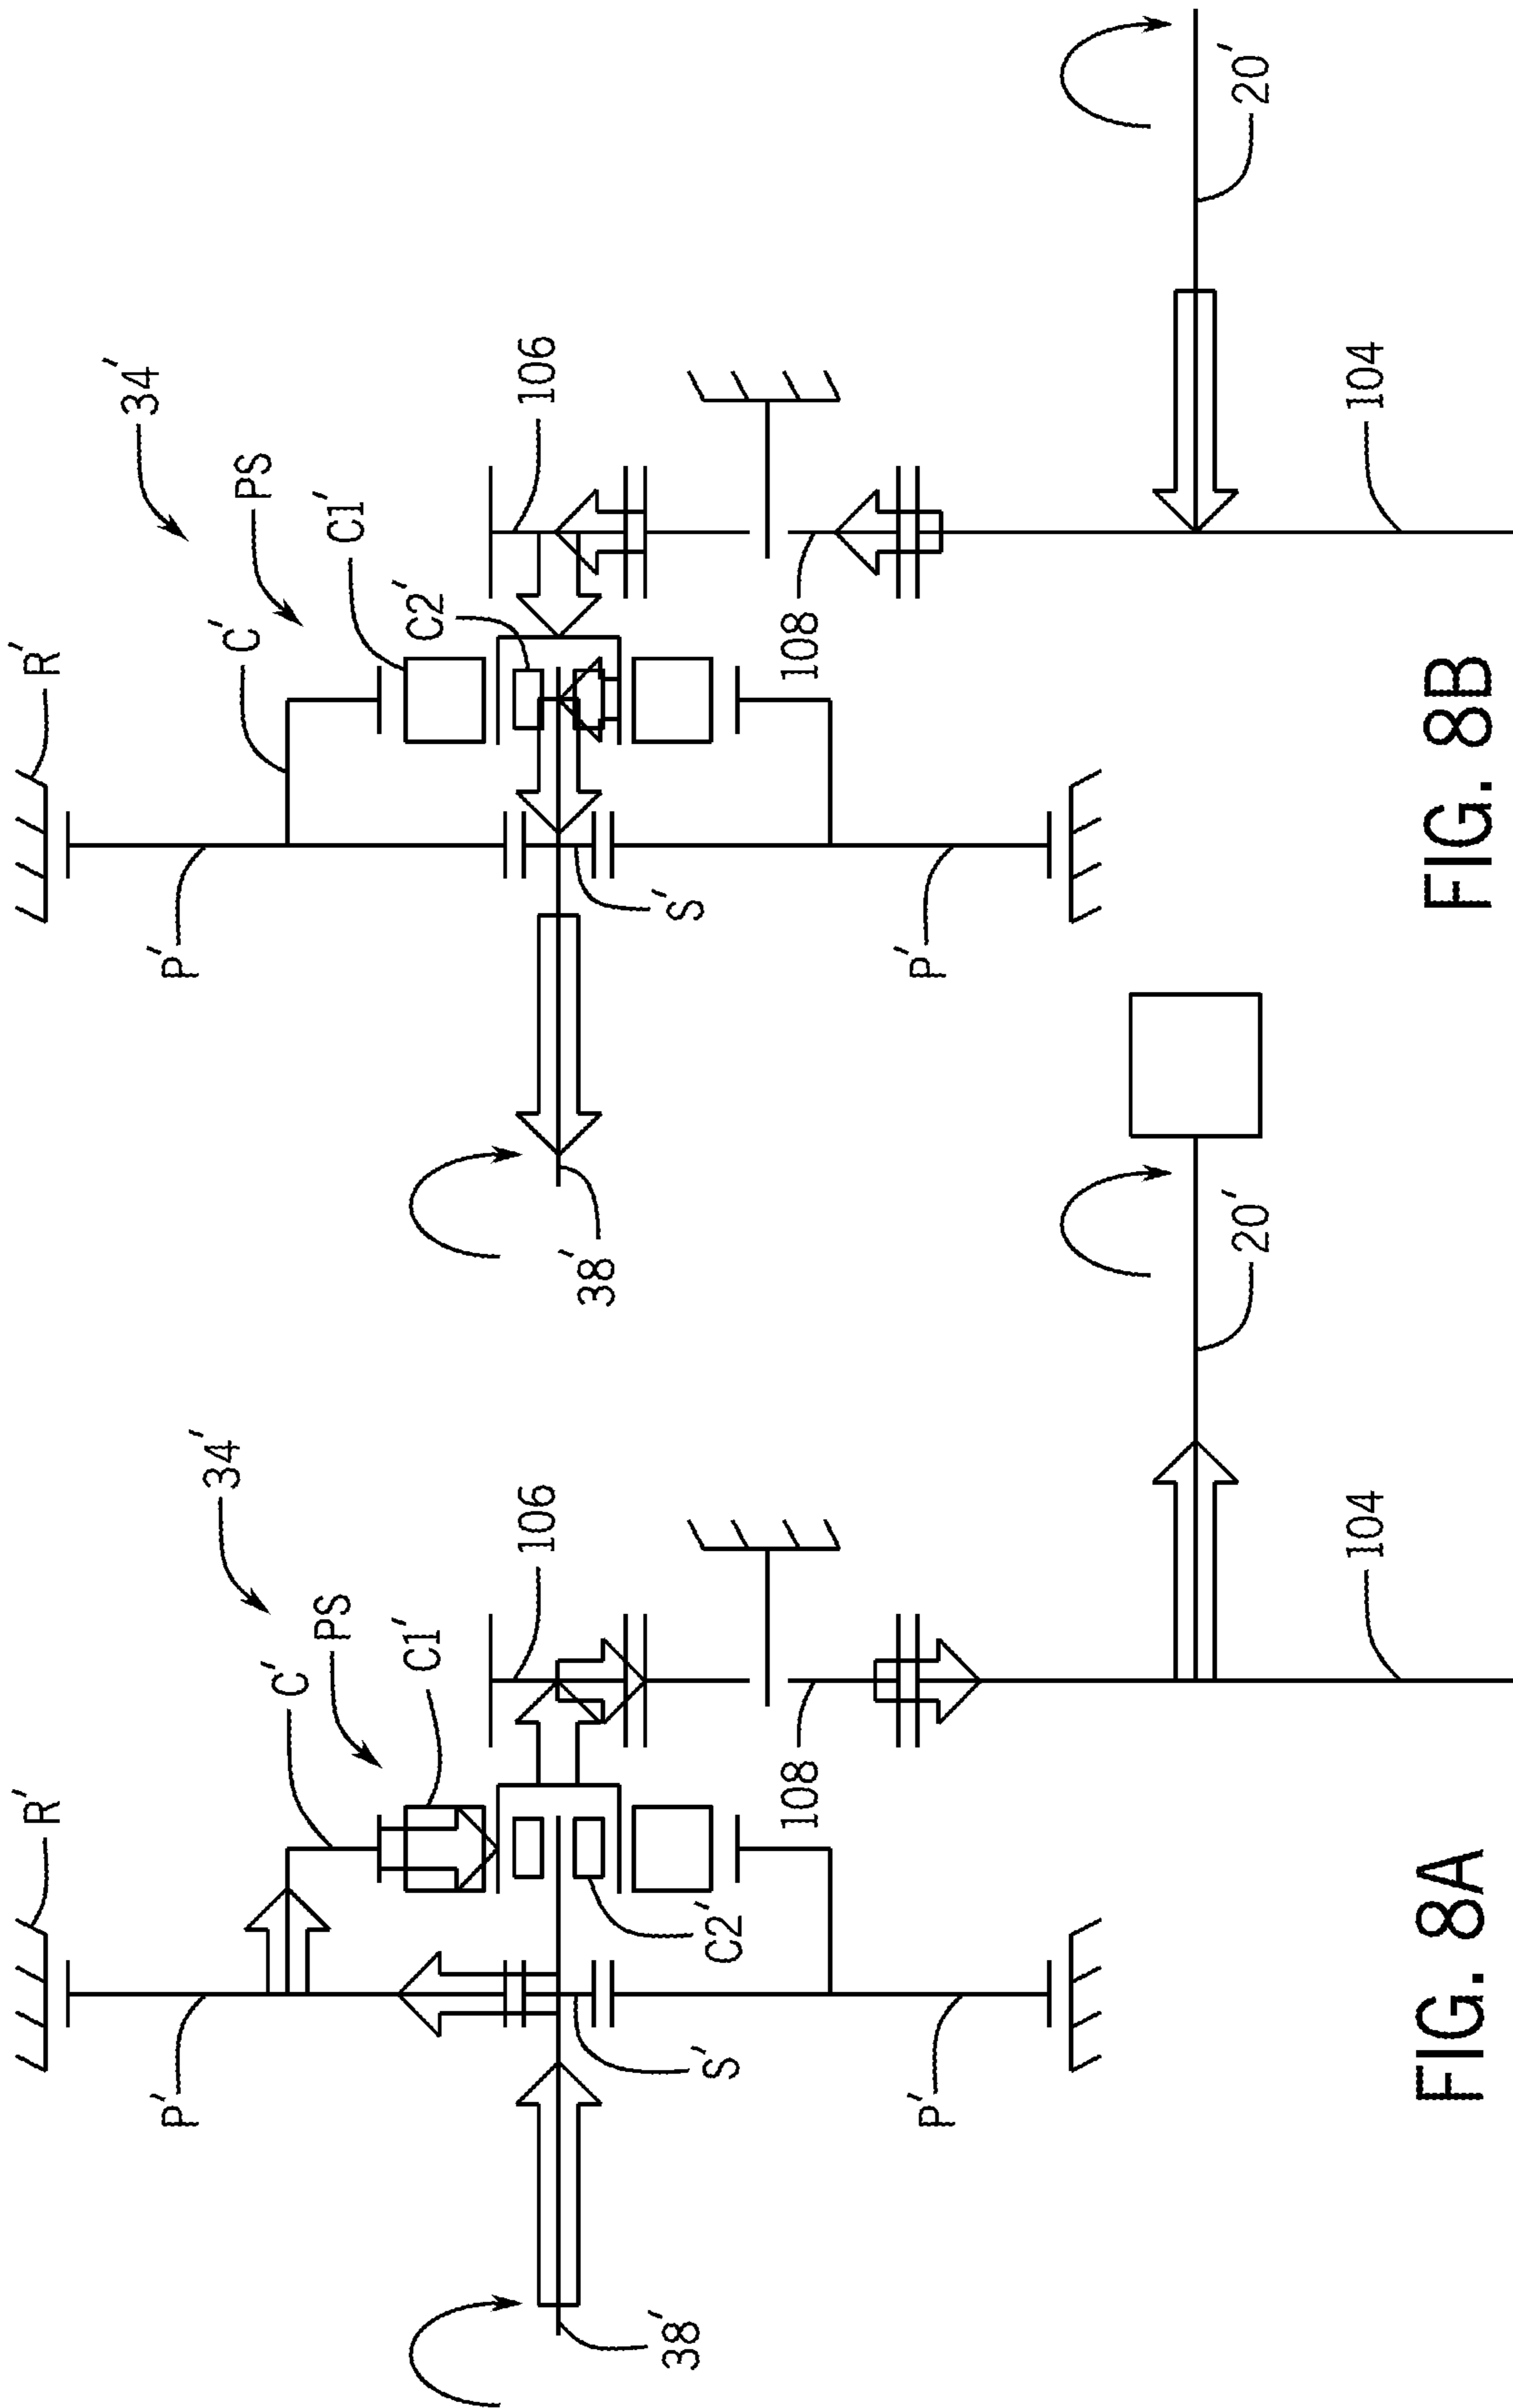 34'
R'
C'
PS
C1'
106
P'
S'
C2'
38'
108
P'
20'
104
FIG. 8A
34'
R'
C'
PS
C1'
C2'
106
P'
S'
38'
108
P'
20'
104
FIG. 8B